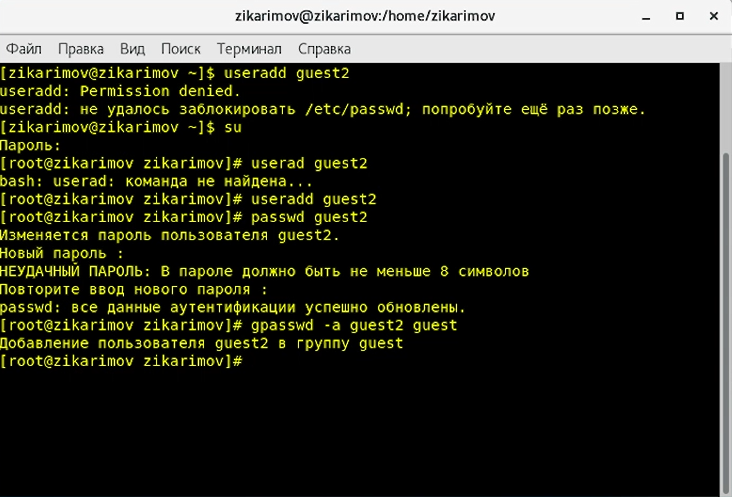 zikarimov@zikarimov:/home/zikarimov
Файл Правка Вид Поиск Терминал Справка
[zikarimov@zikarimov ~]$ useradd guest2
useradd: Permission denied.
useradd: не удалось заблокировать /etc/passwd; попробуйте ещё раз позже.
[zikarimov@zikarimov ~]$ su
Пароль:
[root@zikarimov zikarimov]# userad guest2
bash: userad: команда не найдена...
[root@zikarimov zikarimov]# useradd guest2
[root@zikarimov zikarimov]# passwd guest2
Изменяется пароль пользователя guest2.
Новый пароль :
НЕУДАЧНЫЙ ПАРОЛЬ: В пароле должно быть не меньше 8 символов
Повторите ввод нового пароля :
passwd: все данные аутентификации успешно обновлены.
[root@zikarimov zikarimov]# gpasswd -a guest2 guest
Добавление пользователя guest2 в группу guest
[root@zikarimov zikarimov]#